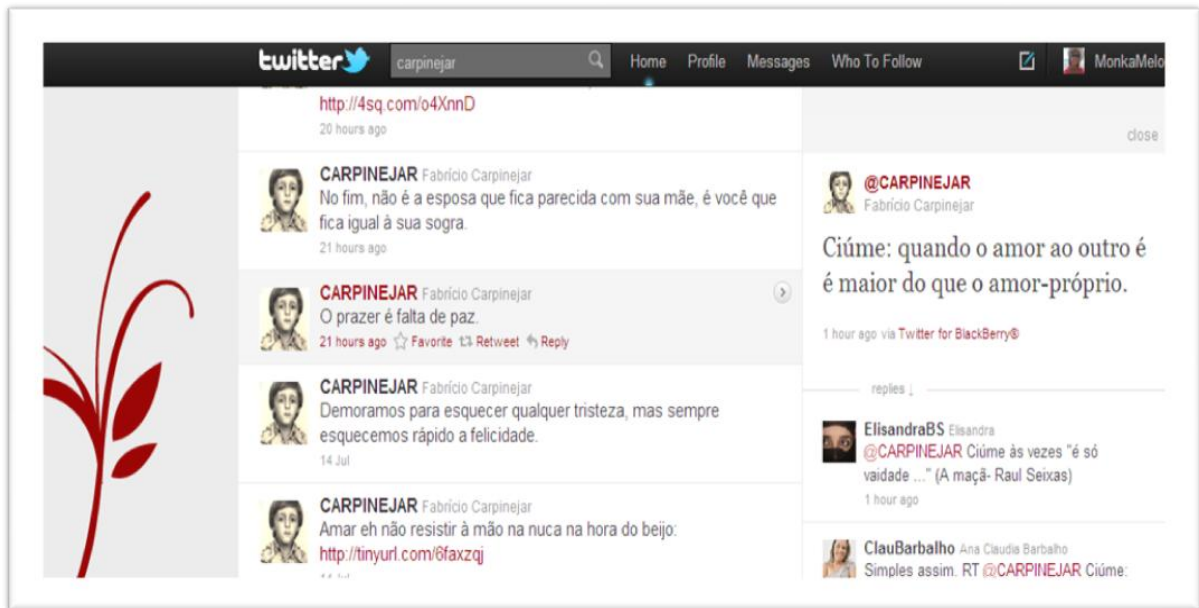 twitter
carpinejar
Home Profile Messages Who To Follow MonkaMelo
http://4sq.com/o4XnnD
20 hours ago
CARPINEJAR Fabrício Carpinejar
No fim, não é a esposa que fica parecida com sua mãe, é você que
fica igual à sua sogra.
21 hours ago
CARPINEJAR Fabrício Carpinejar
O prazer é falta de paz.
21 hours ago Favorite Retweet Reply
CARPINEJAR Fabrício Carpinejar
Demoramos para esquecer qualquer tristeza, mas sempre
esquecemos rápido a felicidade.
14 Jul
CARPINEJAR Fabrício Carpinejar
Amar eh não resistir à mão na nuca na hora do beijo:
http://tinyurl.com/6faxzqj
close
@CARPINEJAR
Fabrício Carpinejar
Ciúme: quando o amor ao outro é
é maior do que o amor-próprio.
1 hour ago via Twitter for BlackBerry®
replies ↓
ElisandraBS Elisandra
@CARPINEJAR Ciúme às vezes "é só
vaidade ..." (A maçã- Raul Seixas)
1 hour ago
ClauBarbalho Ana Claudia Barbalho
Simples assim. RT @CARPINEJAR Ciúme: